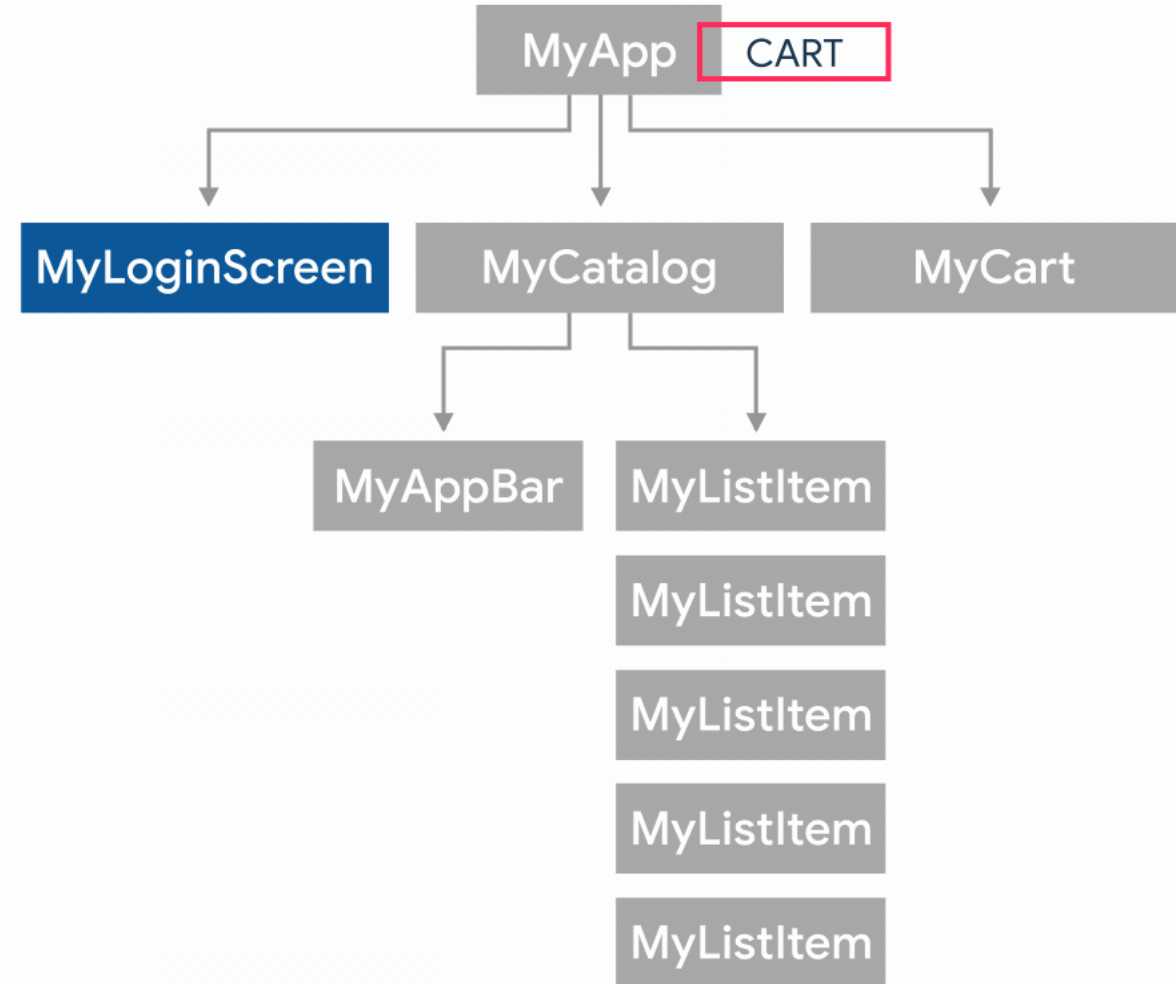 MyApp
CART
MyLoginScreen
MyCatalog
MyCart
MyAppBar
MyListItem
MyListItem
MyListItem
MyListItem
MyListItem